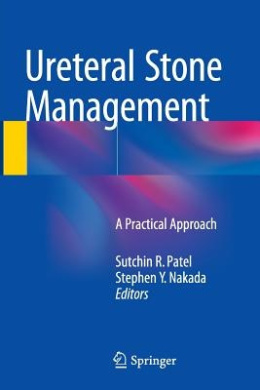 Ureteral Stone
Management
A Practical Approach
Sutchin R. Patel
Stephen Y. Nakada
Editors
Springer